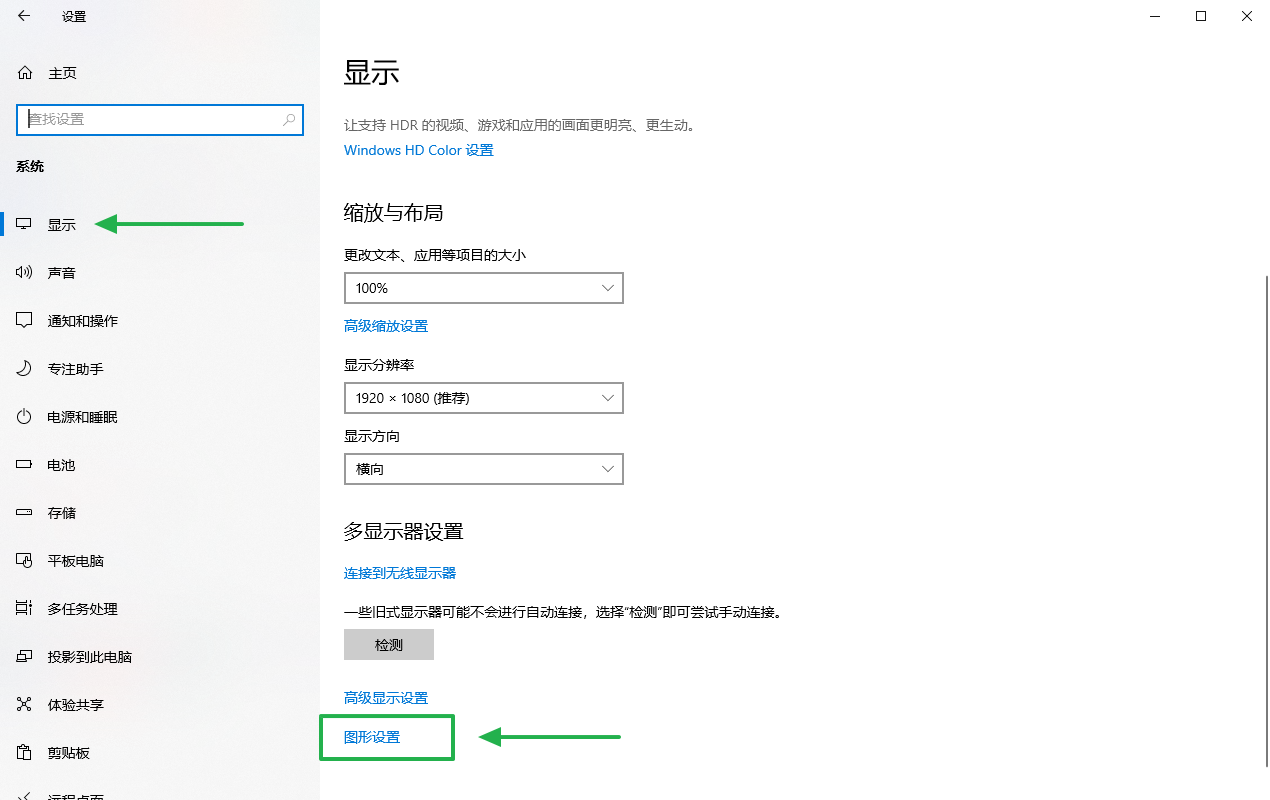 设置
主页
查找设置
系统
显示
声音
通知和操作
专注助手
电源和睡眠
电池
存储
平板电脑
多任务处理
投影到此电脑
体验共享
剪贴板
远程桌面
显示
让支持 HDR 的视频、游戏和应用的画面更明亮、更生动。
Windows HD Color 设置
缩放与布局
更改文本、应用等项目的大小
100%
高级缩放设置
显示分辨率
1920 × 1080 (推荐)
显示方向
横向
多显示器设置
连接到无线显示器
一些旧式显示器可能不会进行自动连接，选择“检测”即可尝试手动连接。
检测
高级显示设置
图形设置